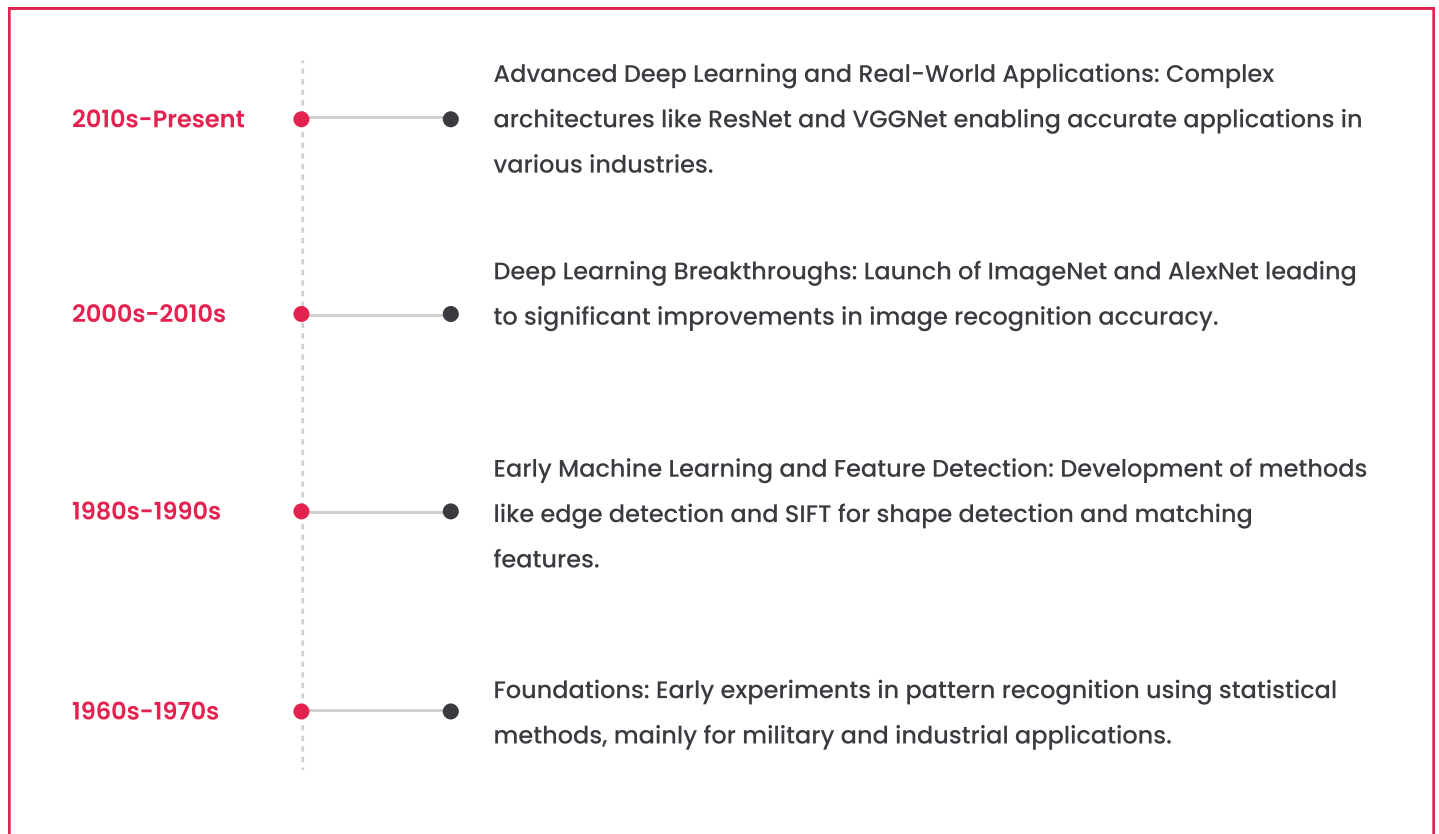 2010s-Present
Advanced Deep Learning and Real-World Applications: Complex
architectures like ResNet and VGGNet enabling accurate applications in
various industries.
2000s-2010s
Deep Learning Breakthroughs: Launch of ImageNet and AlexNet leading
to significant improvements in image recognition accuracy.
1980s-1990s
Early Machine Learning and Feature Detection: Development of methods
like edge detection and SIFT for shape detection and matching
features.
1960s-1970s
Foundations: Early experiments in pattern recognition using statistical
methods, mainly for military and industrial applications.